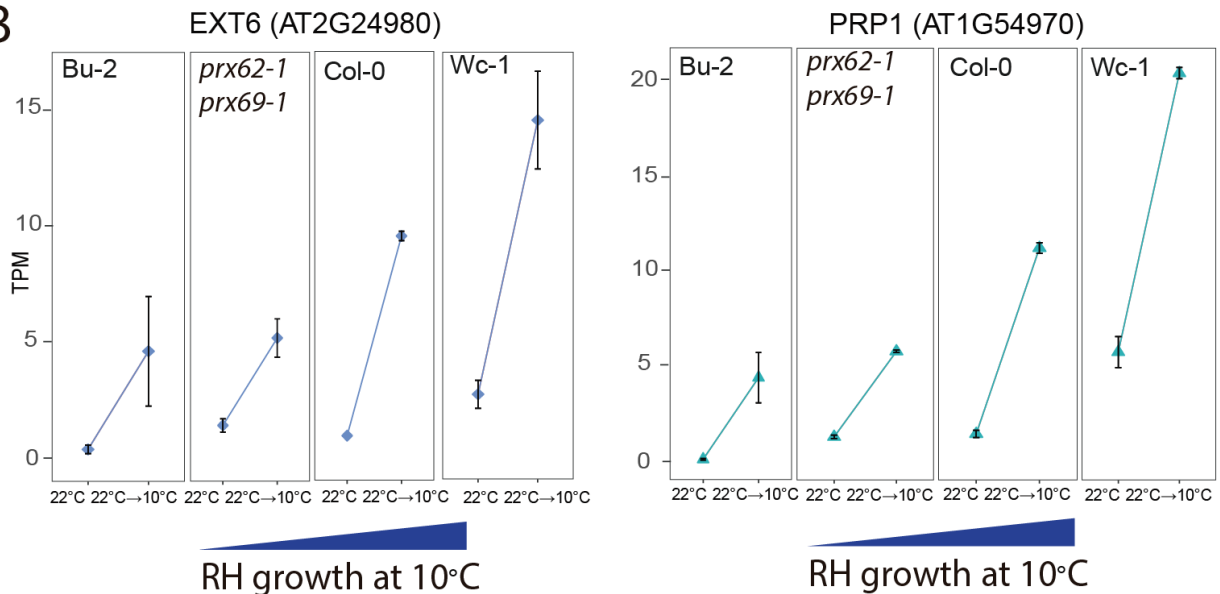 B
EXT6 (AT2G24980)
Bu-2
prx62-1
prx69-1
Col-0
Wc-1
TPM
15
10
5
0
22°C 22°C→10°C 22°C 22°C→10°C 22°C 22°C→10°C 22°C 22°C→10°C
RH growth at 10°C
PRP1 (AT1G54970)
Bu-2
prx62-1
prx69-1
Col-0
Wc-1
20
15
10
5
0
22°C 22°C→10°C 22°C 22°C→10°C 22°C 22°C→10°C 22°C 22°C→10°C
RH growth at 10°C